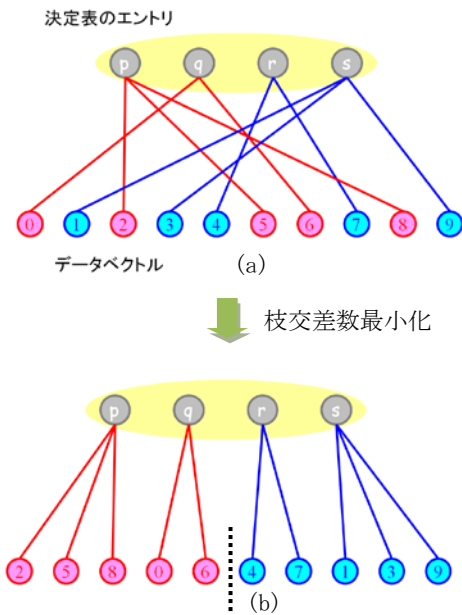 決定表のエントリ
p q r s
0 1 2 3 4 5 6 7 8 9
データベクトル (a)
枝交差数最小化
p q r s
2 5 8 0 6 4 7 1 3 9
(b)